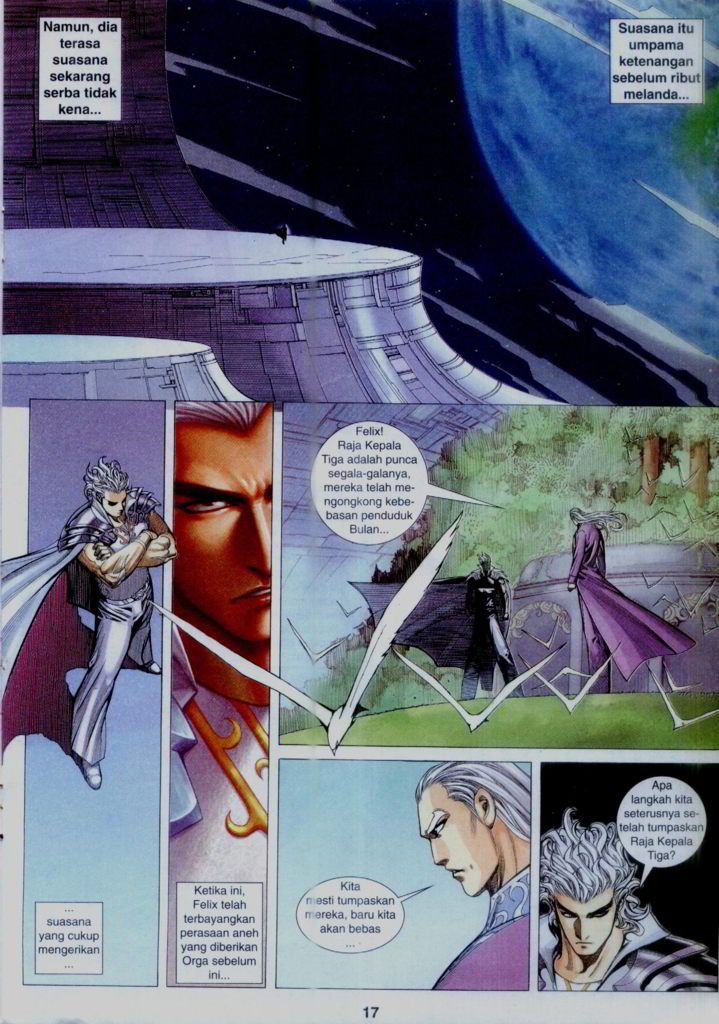 Namun, dia
terasa
suasana
sekarang
serba tidak
kena...
Suasana itu
umpama
ketenangan
sebelum ribut
melanda...
...
suasana
yang cukup
mengerikan
...
Ketika ini,
Felix telah
terbayangkan
perasaan aneh
yang diberikan
Orga sebelum
ini...
Felix!
Raja Kepala
Tiga adalah punca
segala-galanya,
mereka telah me-
ngongkong kebe-
basan penduduk
Bulan...
Kita
mesti tumpaskan
mereka, baru kita
akan bebas
...
Apa
langkah kita
seterusnya se-
telah tumpaskan
Raja Kepala
Tiga?
17